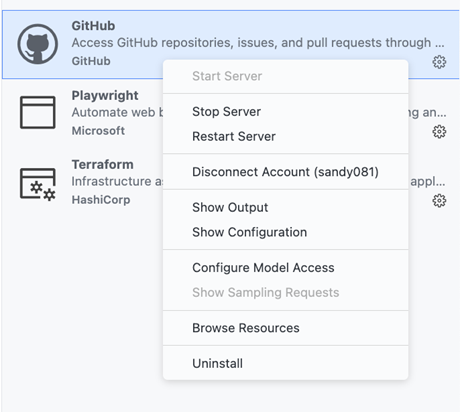 GitHub
Access GitHub repositories, issues, and pull requests through ...
GitHub
Start Server
Playwright
Automate web b
ng an...
Stop Server
Microsoft
Restart Server
Terraform
Disconnect Account (sandy081)
Infrastructure as
appl...
HashiCorp
Show Output
Show Configuration
Configure Model Access
Show Sampling Requests
Browse Resources
Uninstall